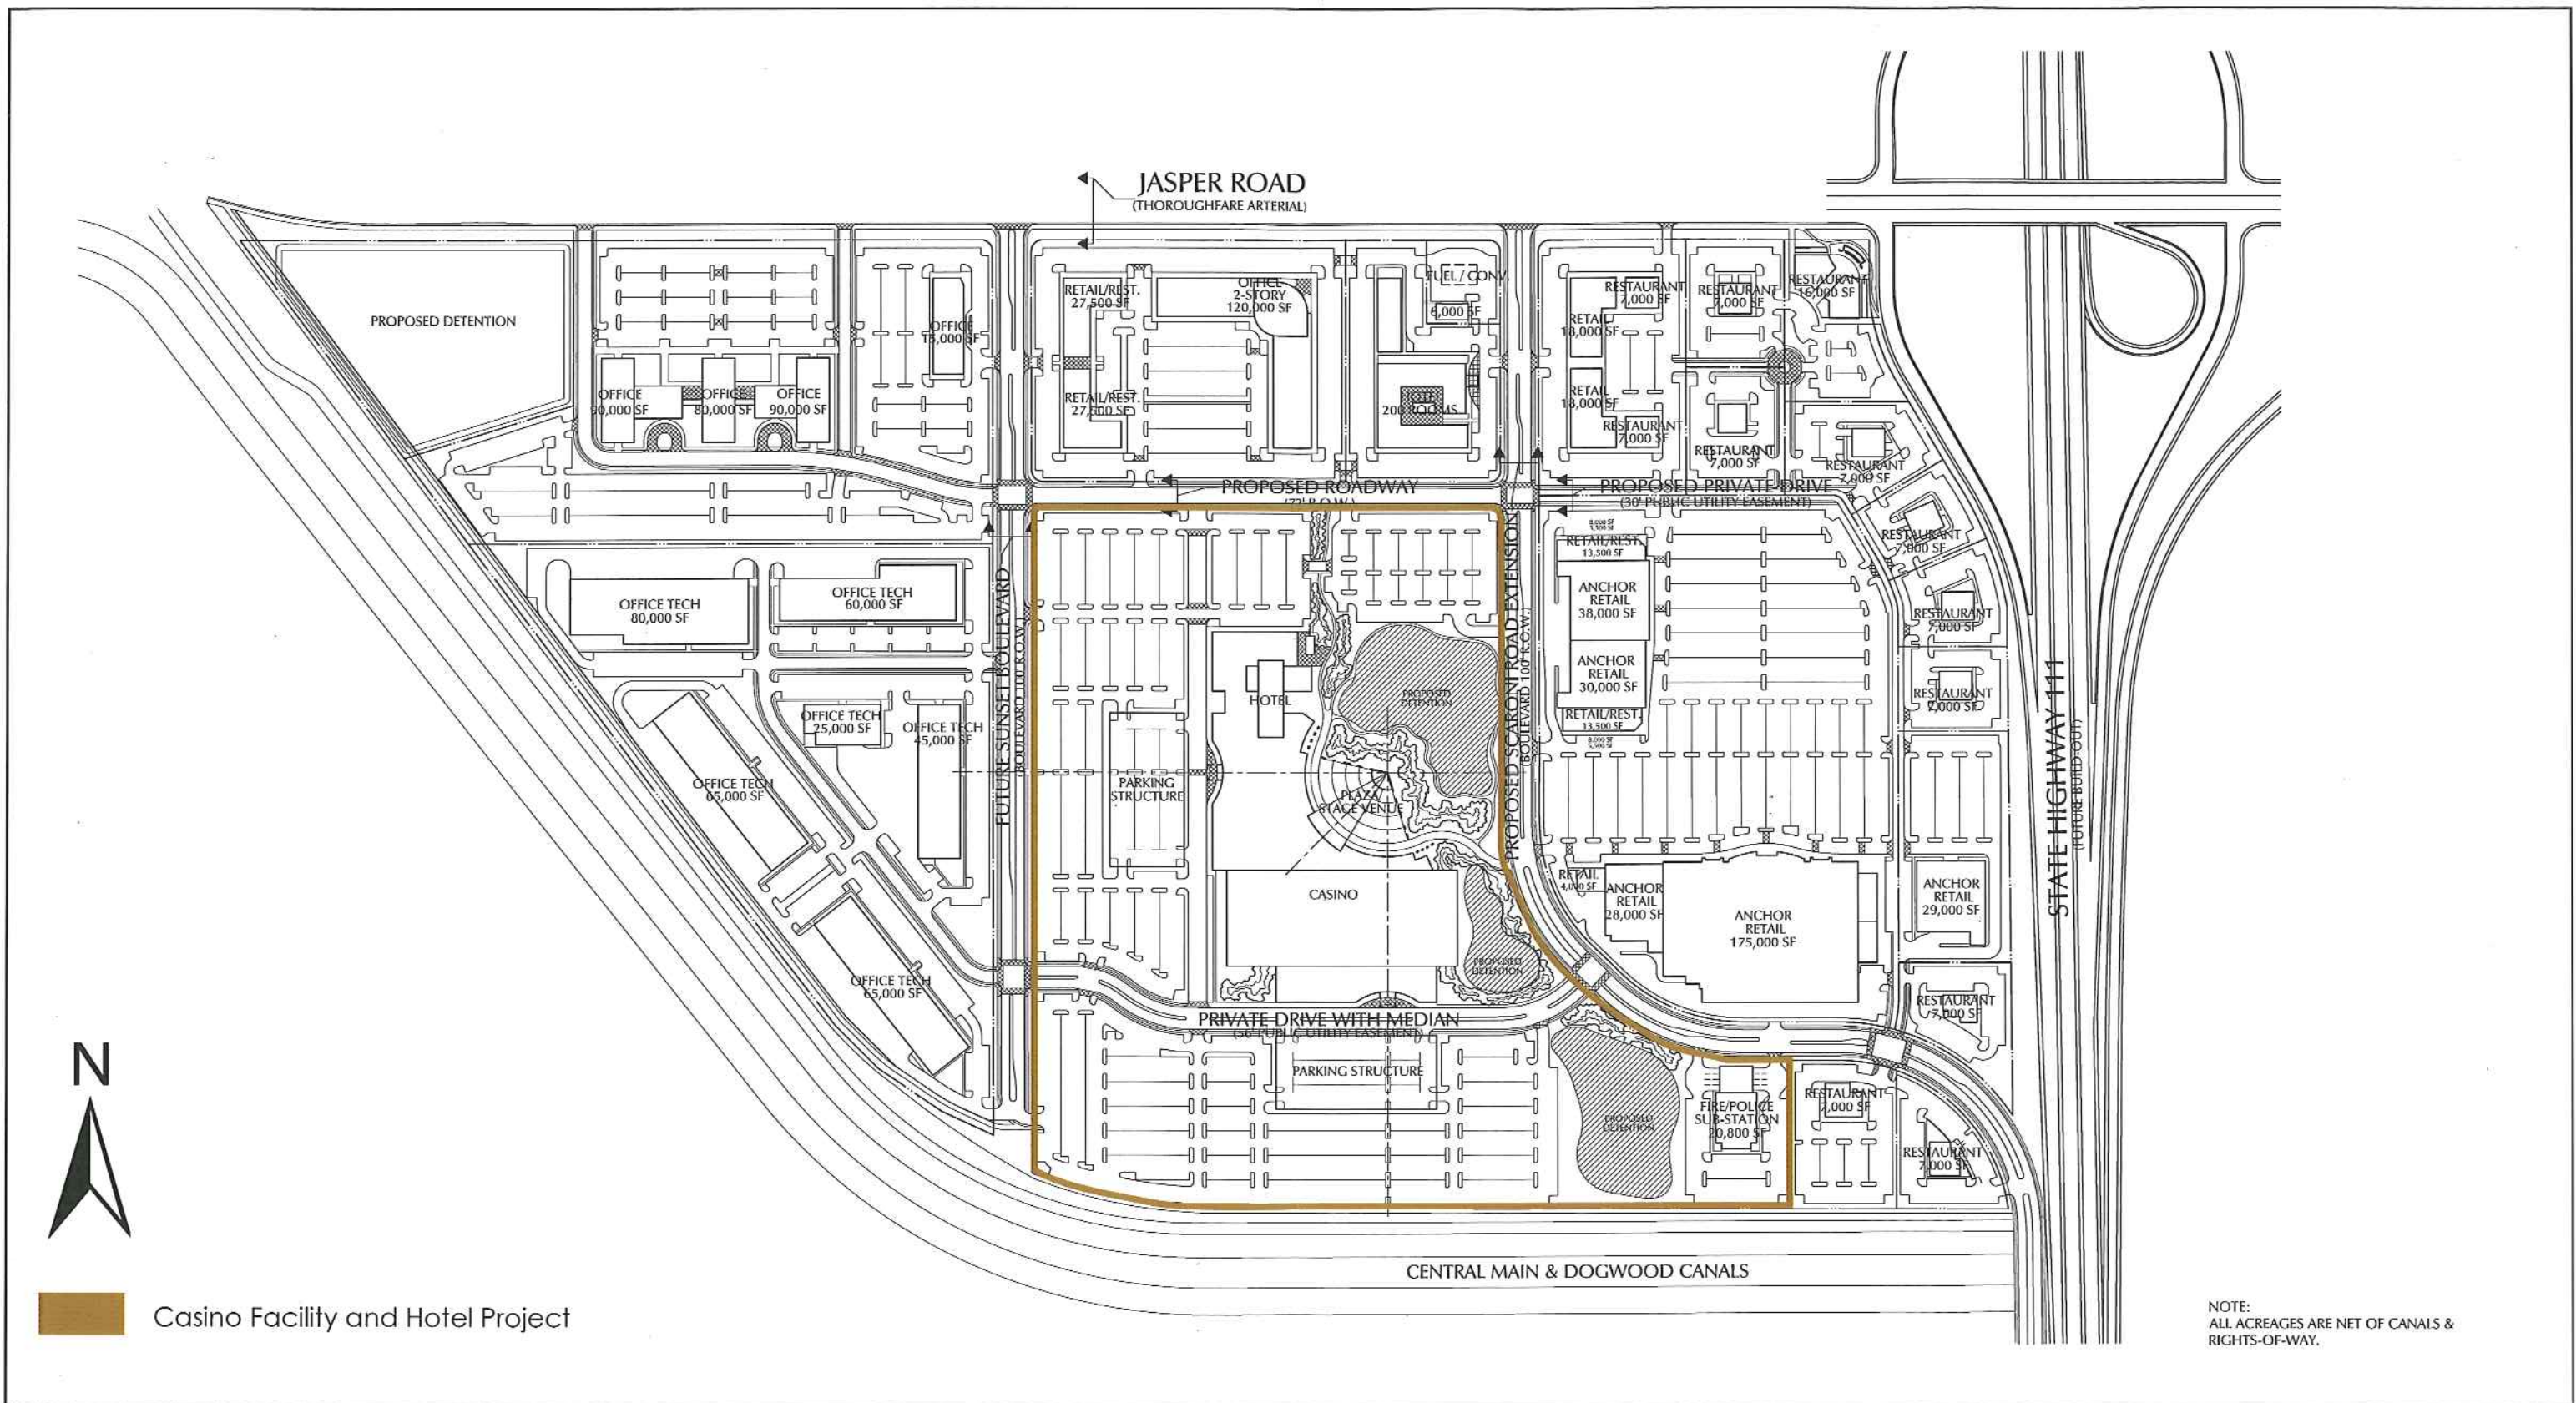 JASPER ROAD
(THOROUGHFARE ARTERIAL)
PROPOSED DETENTION
OFFICE
90,000 SF
OFFICE
80,000 SF
OFFICE
90,000 SF
OFFICE
15,000 SF
RETAIL/REST.
27,500 SF
RETAIL/REST.
27,500 SF
OFFICE
2-STORY
120,000 SF
FUEL / CONV.
6,000 SF
HOTEL
200 ROOMS
RETAIL
18,000 SF
RESTAURANT
7,000 SF
RETAIL
18,000 SF
RESTAURANT
7,000 SF
RESTAURANT
7,000 SF
RESTAURANT
16,000 SF
RESTAURANT
7,000 SF
RESTAURANT
7,000 SF
RESTAURANT
7,000 SF
RESTAURANT
7,000 SF
RESTAURANT
7,000 SF
PROPOSED ROADWAY
(72' R.O.W.)
PROPOSED PRIVATE DRIVE
(30' PUBLIC UTILITY EASEMENT)
FUTURE SUNSET BOULEVARD
(BOULEVARD 100' R.O.W.)
PROPOSED SCARONI ROAD EXTENSION
(BOULEVARD 100' R.O.W.)
STATE HIGHWAY 111
(FUTURE BUILD-OUT)
OFFICE TECH
80,000 SF
OFFICE TECH
60,000 SF
OFFICE TECH
25,000 SF
OFFICE TECH
45,000 SF
OFFICE TECH
65,000 SF
OFFICE TECH
65,000 SF
HOTEL
PROPOSED
DETENTION
PARKING
STRUCTURE
PLAZA
STAGE VENUE
CASINO
PROPOSED
DETENTION
RETAIL/REST.
13,500 SF
ANCHOR
RETAIL
38,000 SF
ANCHOR
RETAIL
30,000 SF
RETAIL/REST.
13,500 SF
RETAIL
4,000 SF
ANCHOR
RETAIL
28,000 SF
ANCHOR
RETAIL
175,000 SF
ANCHOR
RETAIL
29,000 SF
PRIVATE DRIVE WITH MEDIAN
(56' PUBLIC UTILITY EASEMENT)
PARKING STRUCTURE
PROPOSED
DETENTION
FIRE/POLICE
SUB-STATION
20,800 SF
RESTAURANT
7,000 SF
RESTAURANT
7,000 SF
RESTAURANT
7,000 SF
CENTRAL MAIN & DOGWOOD CANALS
N
Casino Facility and Hotel Project
NOTE:
ALL ACREAGES ARE NET OF CANALS &
RIGHTS-OF-WAY.